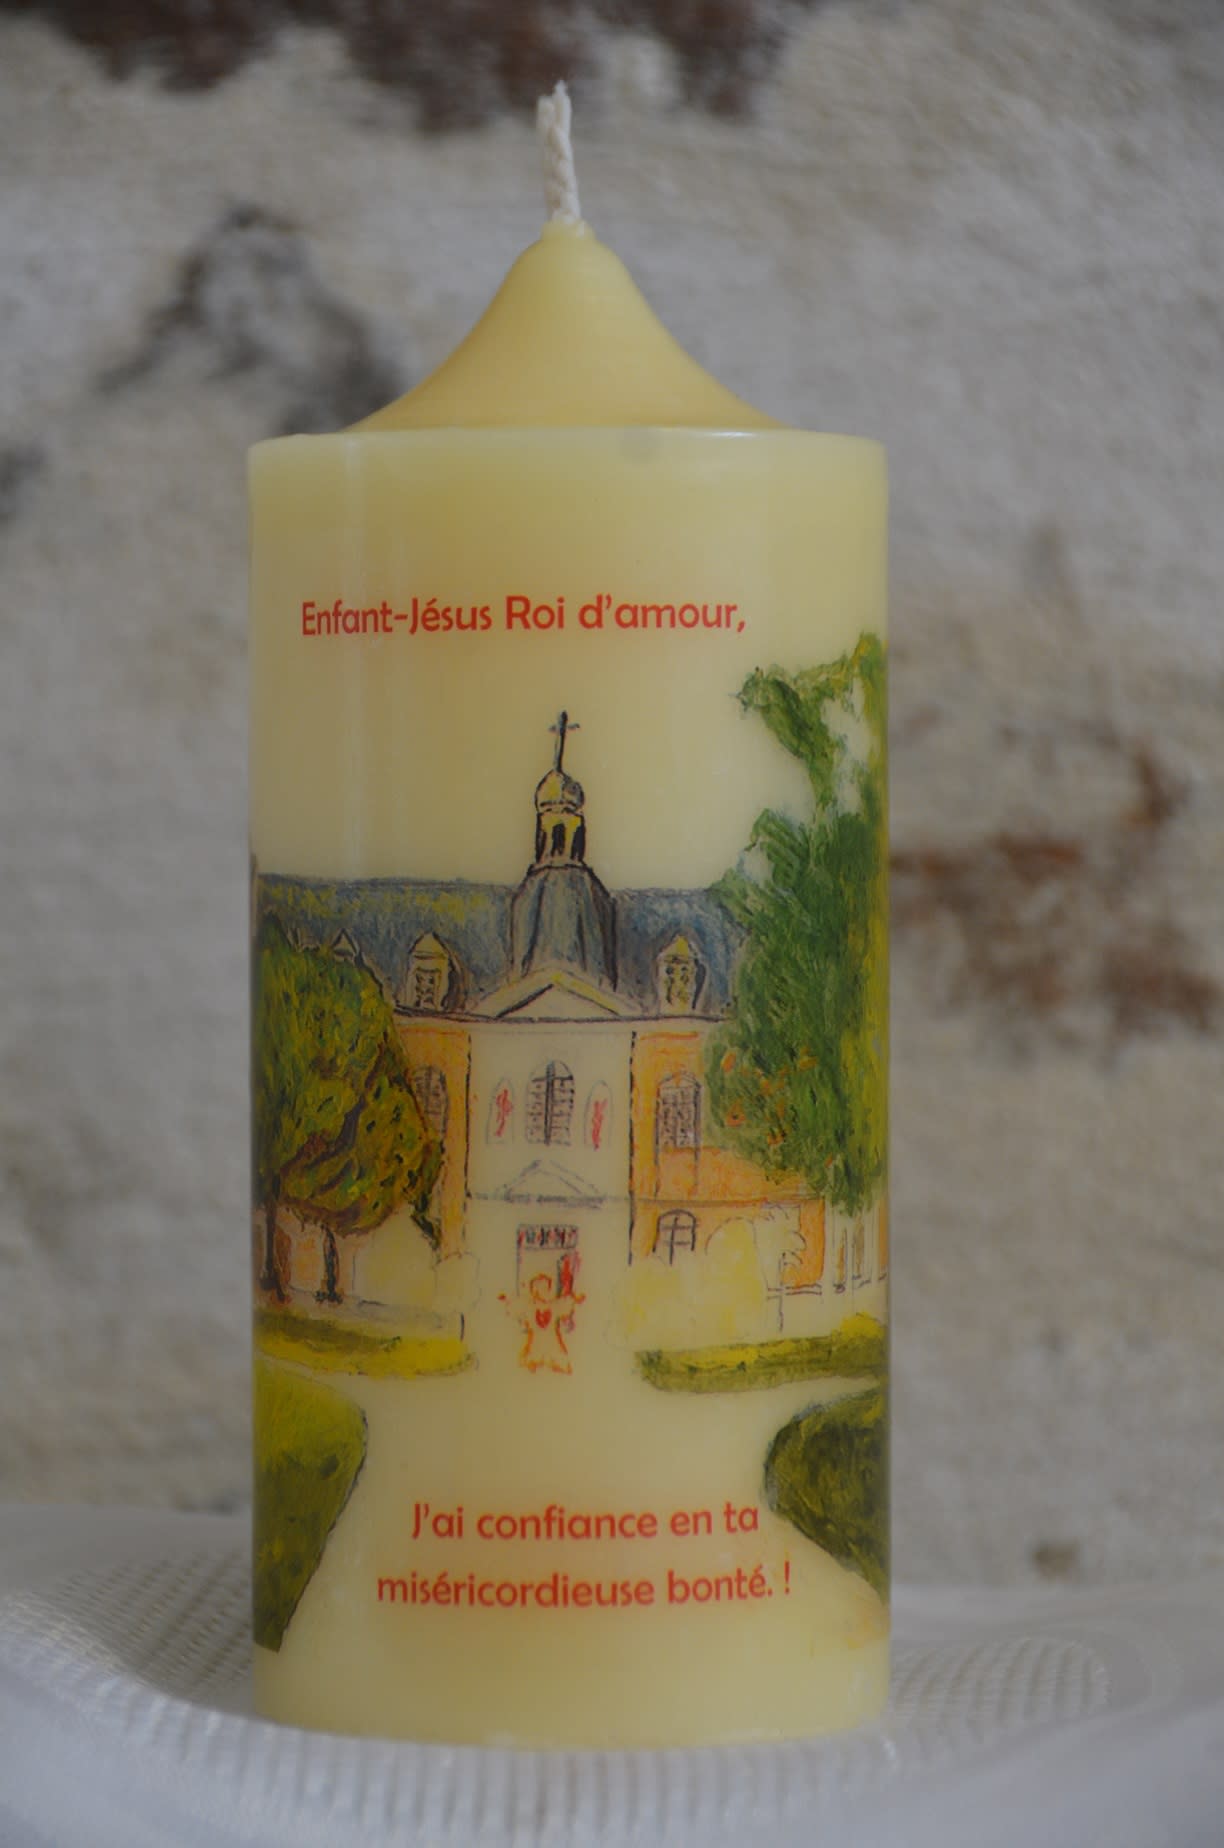 Enfant-Jésus Roi d'amour,
J'ai confiance en ta
miséricordieuse bonté. !